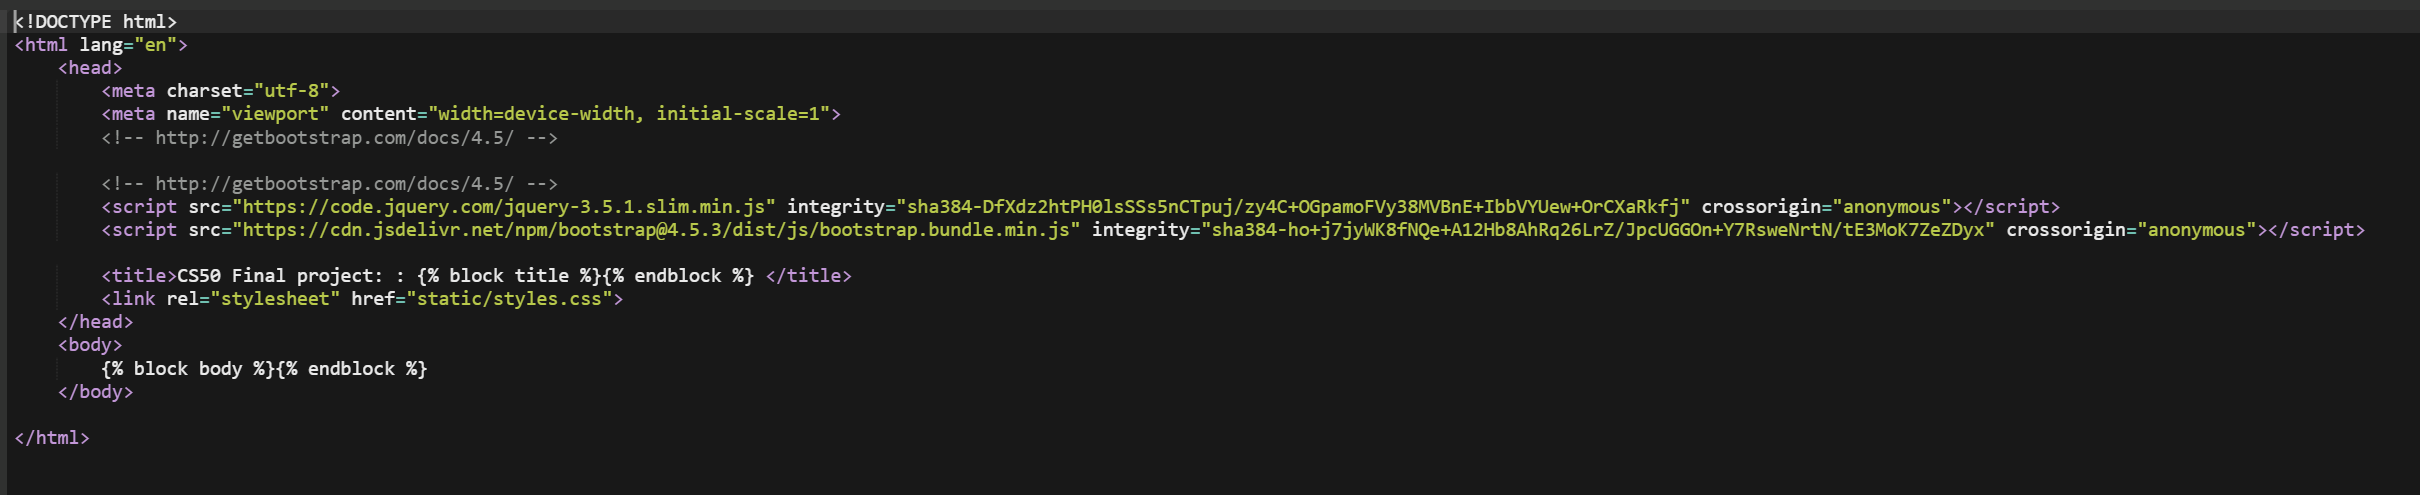 <!DOCTYPE html>
<html lang="en">
<head>
<meta charset="utf-8">
<meta name="viewport" content="width=device-width, initial-scale=1">
<!-- http://getbootstrap.com/docs/4.5/ -->
<!-- http://getbootstrap.com/docs/4.5/ -->
<script src="https://code.jquery.com/jquery-3.5.1.slim.min.js" integrity="sha384-DfXdz2htPH0lsSSs5nCTpuj/zy4C+OGpamoFVy38MVBnE+IbbVYUew+OrCXaRkfj" crossorigin="anonymous"></script>
<script src="https://cdn.jsdelivr.net/npm/bootstrap@4.5.3/dist/js/bootstrap.bundle.min.js" integrity="sha384-ho+j7jyWK8fNQe+A12Hb8AhRq26LrZ/JpcUGGOn+Y7RsweNrtN/tE3MoK7ZeZDyx" crossorigin="anonymous"></script>
<title>CS50 Final project: : {% block title %}{% endblock %} </title>
<link rel="stylesheet" href="static/styles.css">
</head>
<body>
{% block body %}{% endblock %}
</body>
</html>